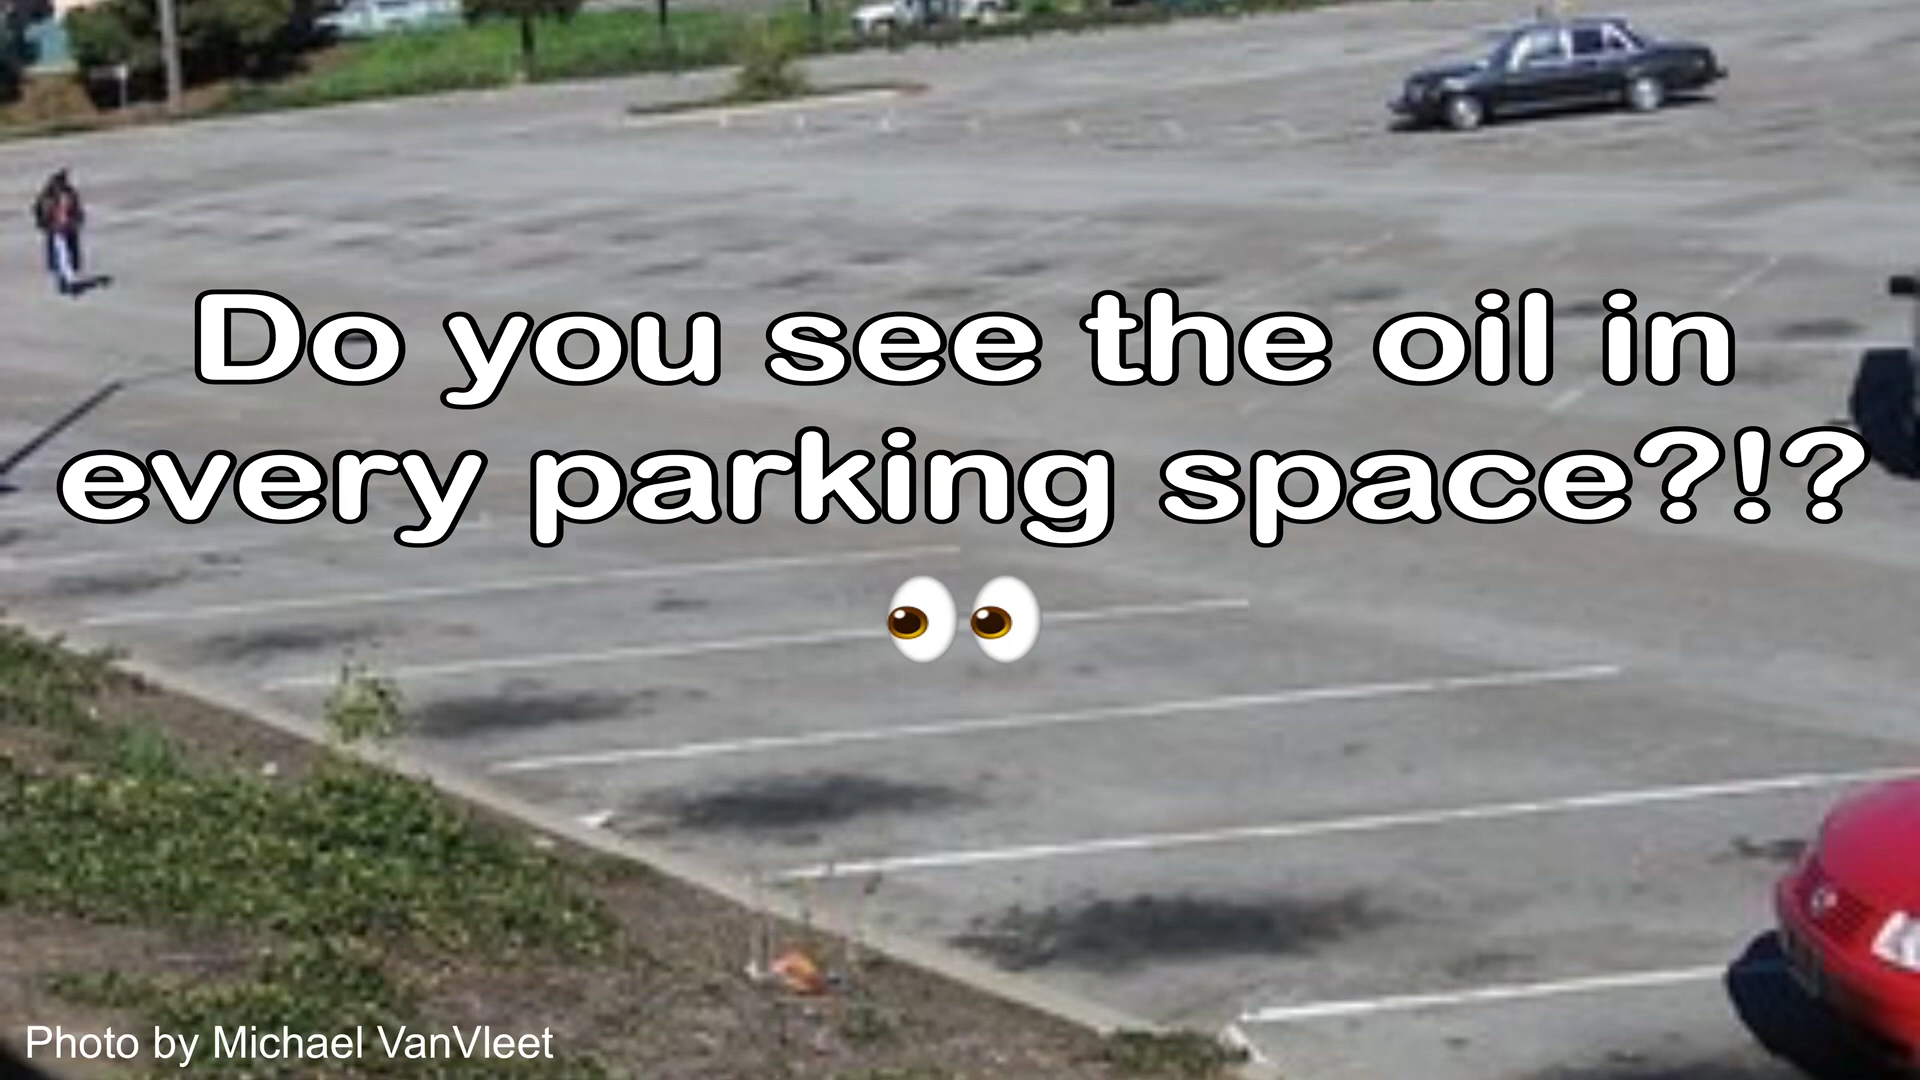 Do you see the oil in
every parking space?!?
👀
Photo by Michael VanVleet